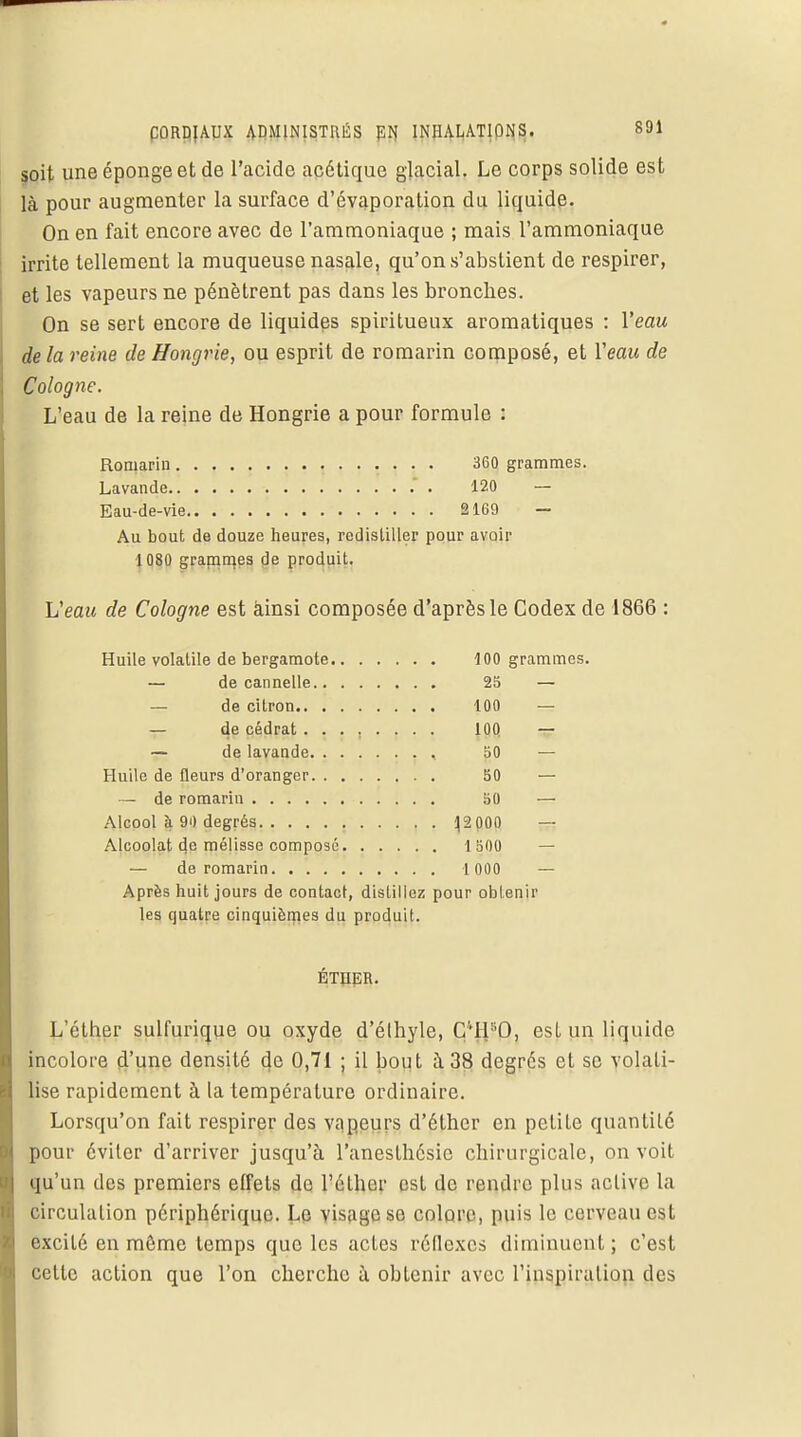 CORDIAUX ADMINISTRÉS EN INHALATIONS. 891
soit une éponge et de l'acide acétique glacial. Le corps solide est
là pour augmenter la surface d'évaporation du liquide.
On en fait encore avec de l'ammoniaque ; mais l'ammoniaque
irrite tellement la muqueuse nasale, qu'on s'abstient de respirer,
et les vapeurs ne pénètrent pas dans les bronches.
On se sert encore de liquides spiritueux aromatiques : l'eau
de la reine de Hongrie, ou esprit de romarin composé, et l'eau de
Cologne.
L'eau de la reine de Hongrie a pour formule :
Romarin . . . . . . . . . . . . . . . 360 grammes.
Lavande. . . . . . . . . . . . . . . . 120 —
Eau-de-vie. . . . . . . . . . . . . . . 2169 —
Au bout de douze heures, redistiller pour avoir
1080 grammes de produit.
L'eau de Cologne est ainsi composée d'après le Codex de 1866 :
Huile volatile de bergamote. . . . . . . 100 grammes.
— de cannelle. . . . . . . . . 25 —
— de citron. . . . . . . . . . 100 —
— de cédrat . . . . . . . . . 100 —
— de lavande. . . . . . . . . 50 —
Huile de fleurs d'oranger. . . . . . . . 50 —
— de romarin . . . . . . . . . . . 50 —
Alcool à 90 degrés. . . . . . . . . . . 12000 —
Alcoolat de mélisse composé. . . . . . 1500 —
— de romarin. . . . . . . . . . 1000 —
Après huit jours de contact, distillez pour obtenir
les quatre cinquièmes du produit.
ÉTHER.
L'éther sulfurique ou oxyde d'éthyle, C⁴H⁵O, est un liquide
incolore d'une densité de 0,71 ; il bout à 38 degrés et se volati-
lise rapidement à la température ordinaire.
Lorsqu'on fait respirer des vapeurs d'éther en petite quantité
pour éviter d'arriver jusqu'à l'anesthésie chirurgicale, on voit
qu'un des premiers effets de l'éther est de rendre plus active la
circulation périphérique. Le visage se colore, puis le cerveau est
excité en même temps que les actes réflexes diminuent ; c'est
cette action que l'on cherche à obtenir avec l'inspiration des